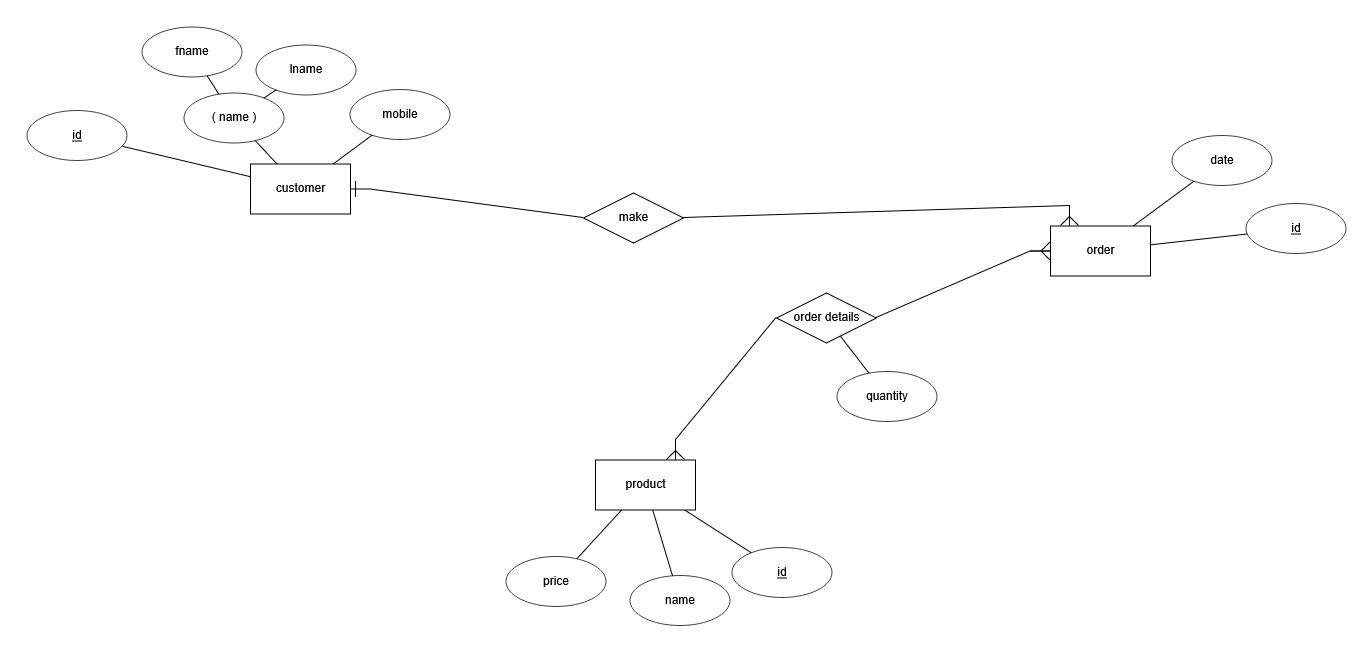 fname
lname
( name )
mobile
id
customer
make
date
id
order
order details
quantity
product
price
name
id